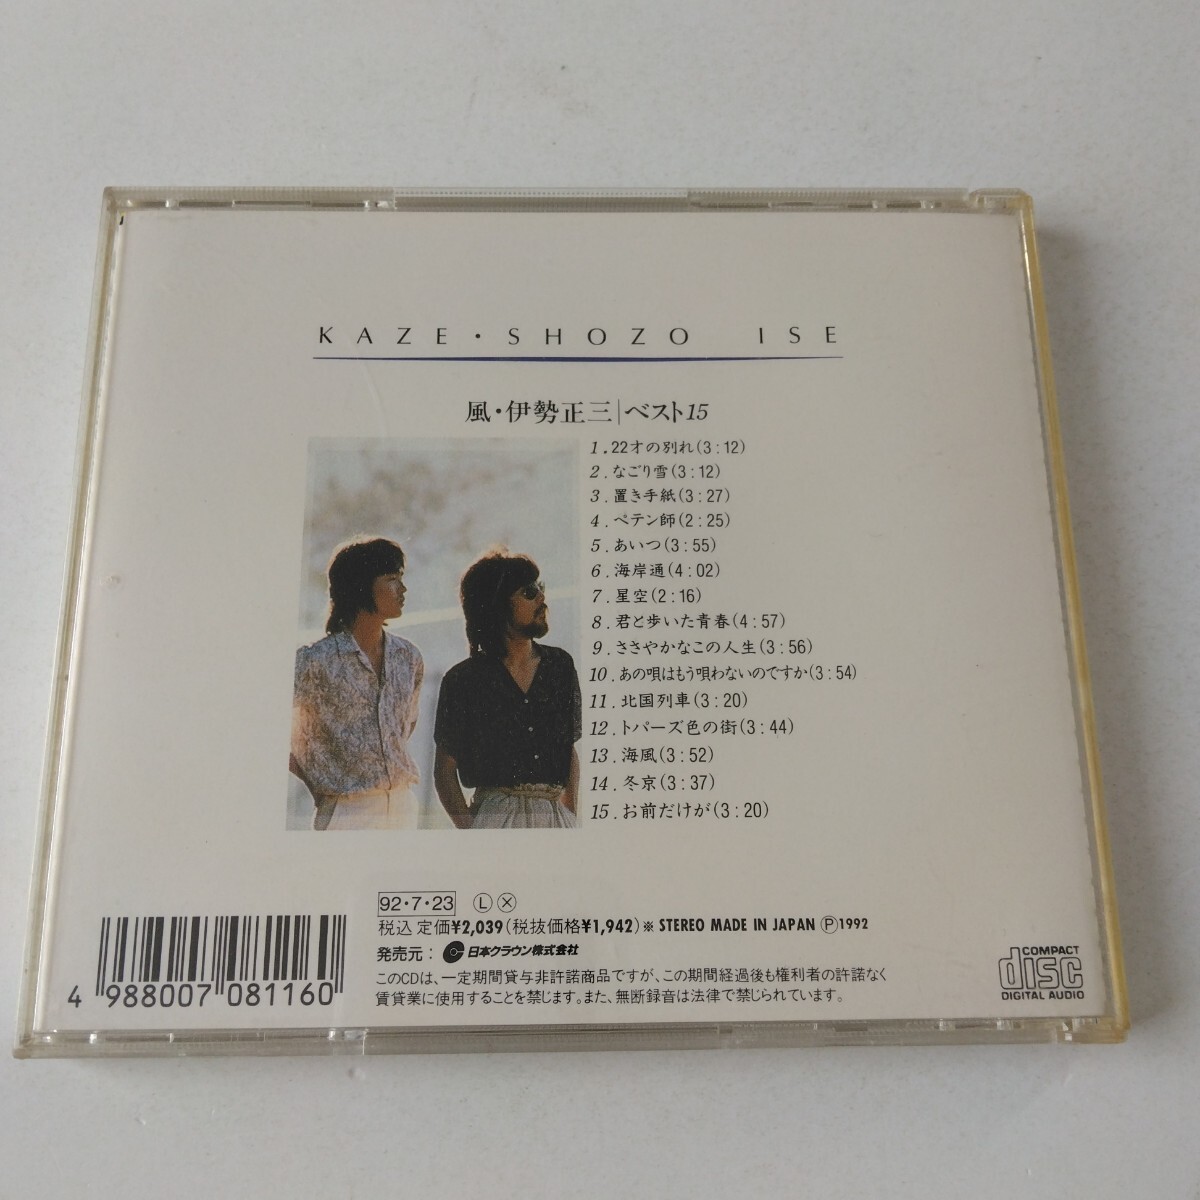 KAZE・SHOZO ISE
風・伊勢正三|ベスト15
1.22才の別れ(3:12)
2.なごり雪(3:12)
3.置き手紙(3:27)
4.ペテン師(2:25)
5.あいつ(3:55)
6.海岸通(4:02)
7.星空(2:16)
8.君と歩いた青春(4:57)
9.ささやかなこの人生(3:56)
10.あの唄はもう唄わないのですか(3:54)
11.北国列車(3:20)
12.トパーズ色の街(3:44)
13.海風(3:52)
14.冬京(3:37)
15.お前だけが(3:20)
92・7・23 Ⓛ Ⓧ
税込 定価¥2,039(税抜価格¥1,942)※ STEREO MADE IN JAPAN Ⓟ1992
発売元: 日本クラウン株式会社
このCDは、一定期間貸与非許諾商品ですが、この期間経過後も権利者の許諾なく
賃貸業に使用することを禁じます。また、無断録音は法律で禁じられています。
4 988007 081160
COMPACT
disc
DIGITAL AUDIO